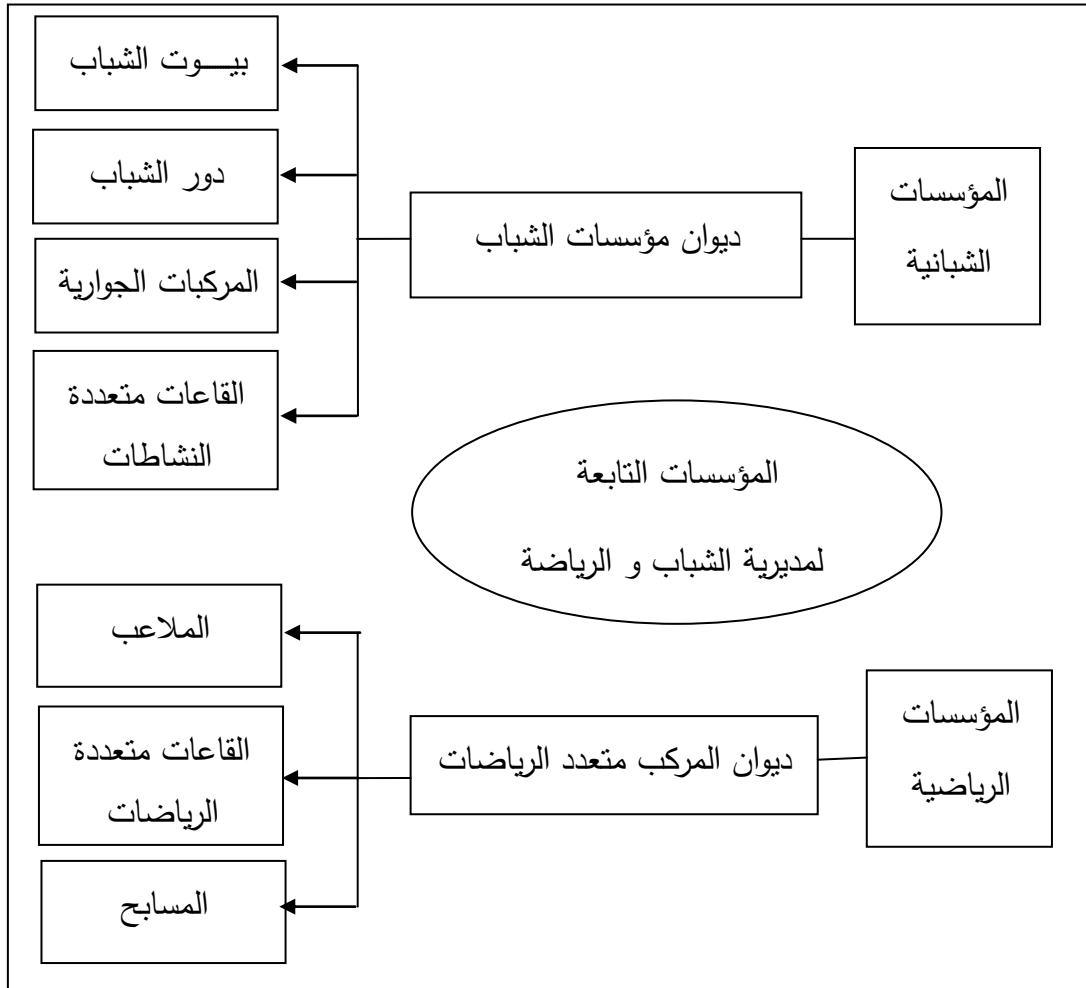 المؤسسات
الشبانية
ديوان مؤسسات الشباب
بيـــوت الشباب
دور الشباب
المركبات الجوارية
القاعات متعددة
النشاطات
المؤسسات التابعة
لمديرية الشباب و الرياضة
المؤسسات
الرياضية
ديوان المركب متعدد الرياضات
الملاعب
القاعات متعددة
الرياضات
المسابح